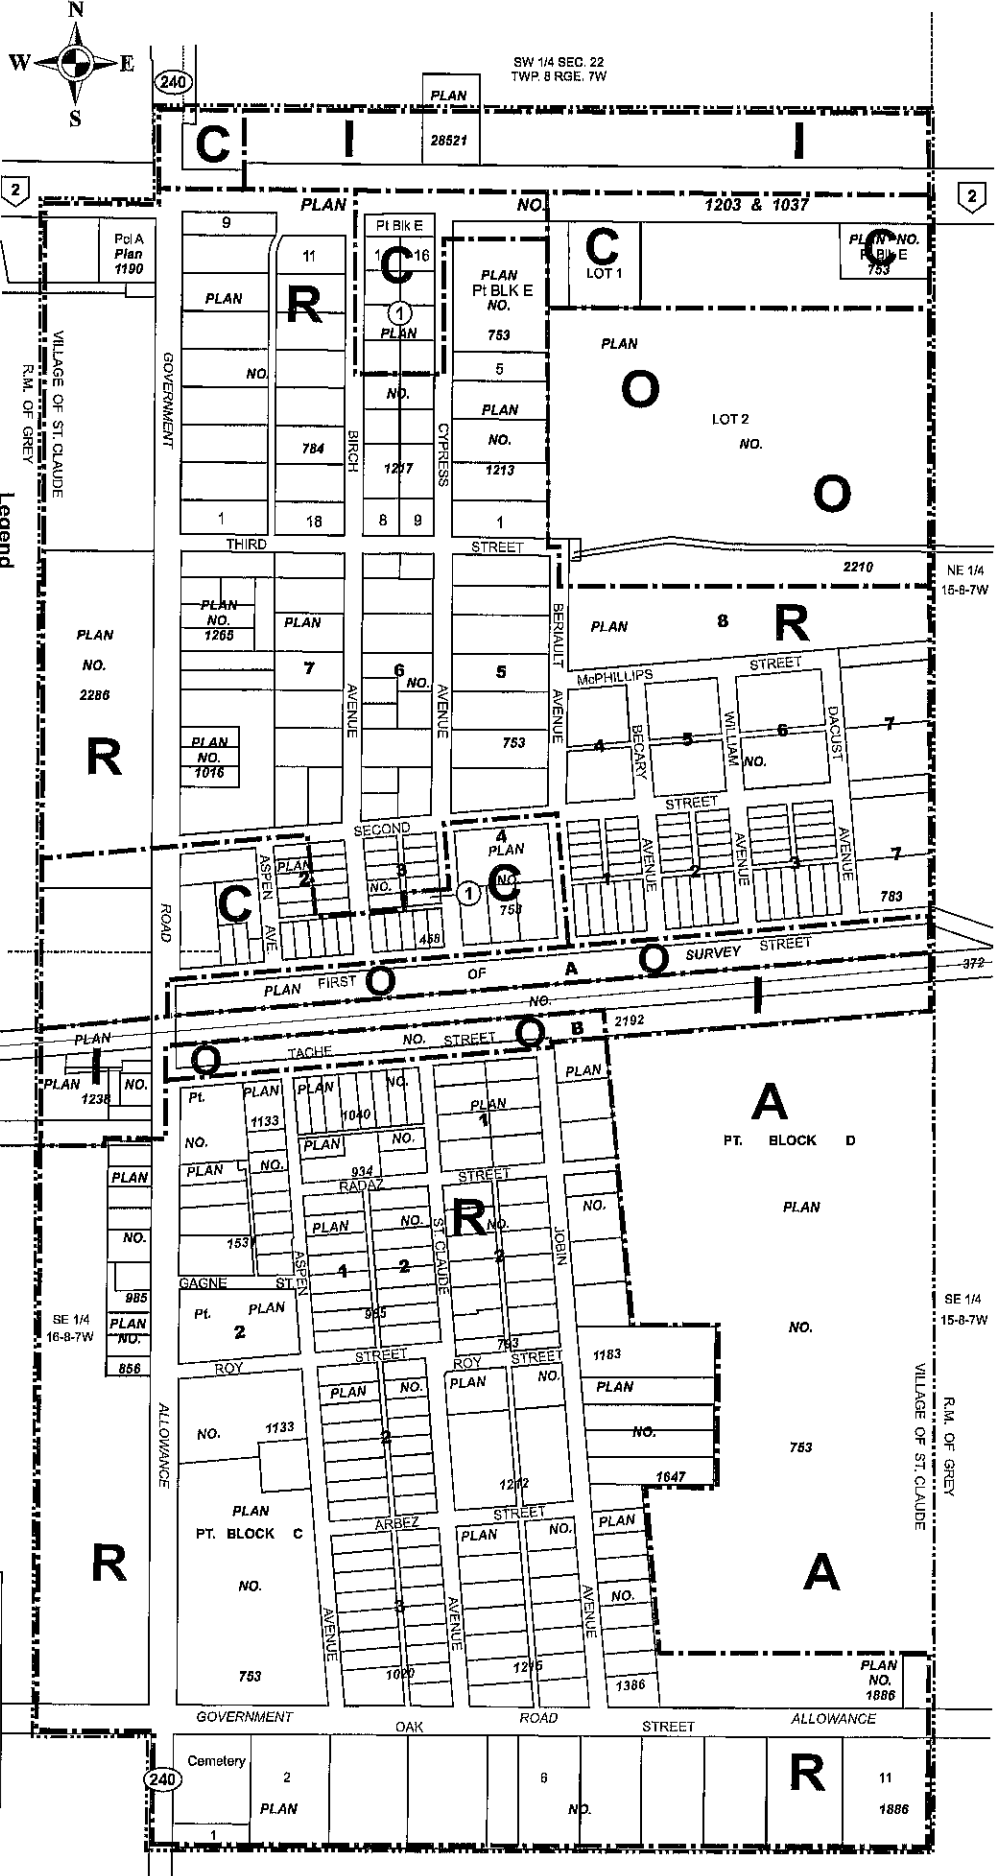 N
W E
S
240
SW 1/4 SEC. 22
TWP. 8 RGE. 7W
PLAN
28521
C
I
I
2
2
PLAN NO. 1203 & 1037
Pcl A
Plan
1190
9
11
Pt Blk E
16
C
1
PLAN
R
PLAN
Pt BLK E
NO.
753
C
LOT 1
PLAN NO.
C
753
PLAN
O
LOT 2
NO.
O
PLAN
NO.
784
1
18
NO.
1217
8
9
5
PLAN
NO.
1213
1
VILLAGE OF ST. CLAUDE
R.M. OF GREY
GOVERNMENT
BIRCH
CYPRESS
Legend
THIRD STREET
2210
NE 1/4
15-8-7W
PLAN
NO.
2286
R
PLAN
NO.
1265
PLAN
7
6
NO.
5
753
PLAN
NO.
1016
AVENUE
AVENUE
BERIAULT
AVENUE
PLAN
8
R
McPHILLIPS STREET
4
BECARY
5
WILLIAM
6
NO.
DACUST
7
STREET
SECOND
1
AVENUE
2
AVENUE
3
AVENUE
7
783
ASPEN
AVE.
PLAN
2
3
NO.
458
C
4
PLAN
NO.
C
1
753
ROAD
PLAN FIRST O OF A O SURVEY STREET
372
NO.
I
PLAN
I
PLAN
NO.
1238
O
TACHE NO. STREET O B 2192
Pt.
PLAN
1133
NO.
PLAN
NO.
1040
PLAN
NO.
934
RADAZ STREET
PLAN
1
PLAN
A
PT. BLOCK D
PLAN
NO.
753
PLAN
NO.
153
PLAN
NO.
985
PLAN
NO.
856
SE 1/4
16-8-7W
GAGNE ST.
ASPEN
PLAN
NO.
1
2
985
ST. CLAUDE
R
NO.
2
793
JOBIN
NO.
SE 1/4
15-8-7W
Pt.
PLAN
2
ROY STREET ROY STREET
1183
PLAN
NO.
1647
NO.
1133
PLAN
NO.
2
PLAN
NO.
1212
ALLOWANCE
VILLAGE OF ST. CLAUDE
R.M. OF GREY
PLAN
PT. BLOCK C
NO.
753
R
ARBEZ STREET
PLAN
NO.
PLAN
NO.
3
1020
1216
1386
AVENUE
AVENUE
AVENUE
A
PLAN
NO.
1886
GOVERNMENT ROAD ALLOWANCE
OAK STREET
240
Cemetery
1
2
PLAN
6
NO.
R
11
1886